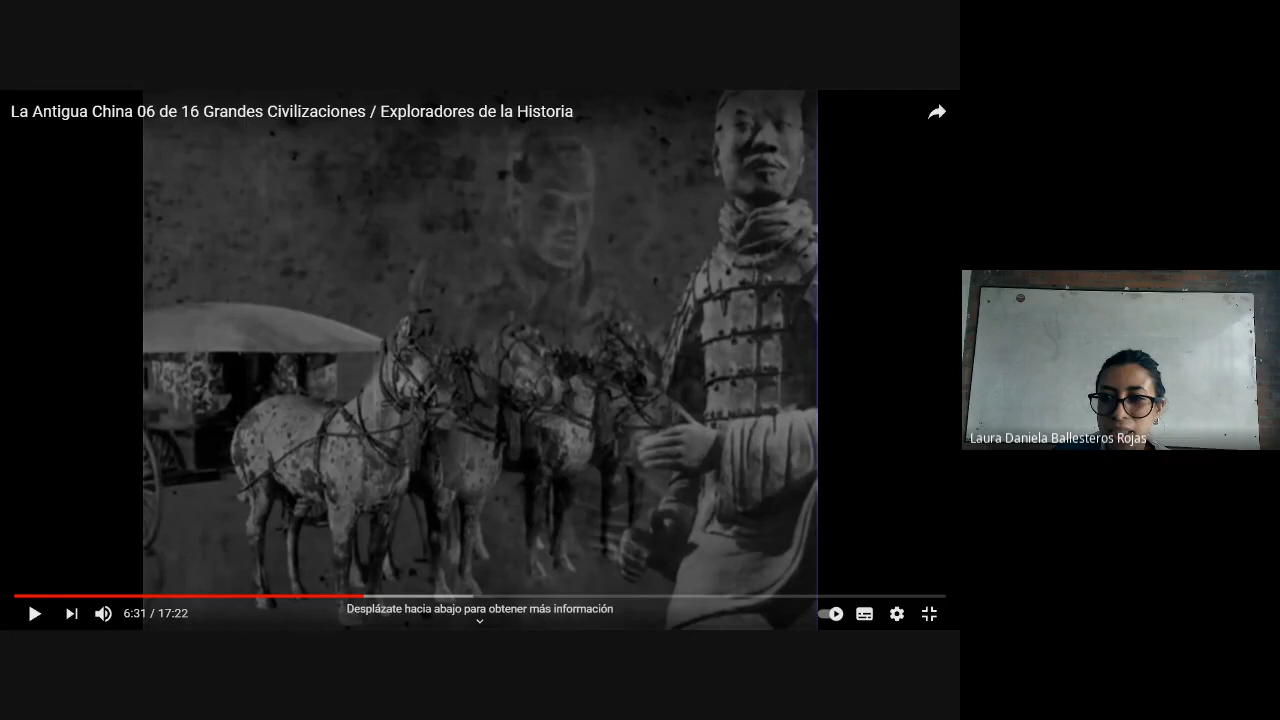 La Antigua China 06 de 16 Grandes Civilizaciones / Exploradores de la Historia
Laura Daniela Ballesteros Rojas
6:31 / 17:22
Desplázate hacia abajo para obtener más información